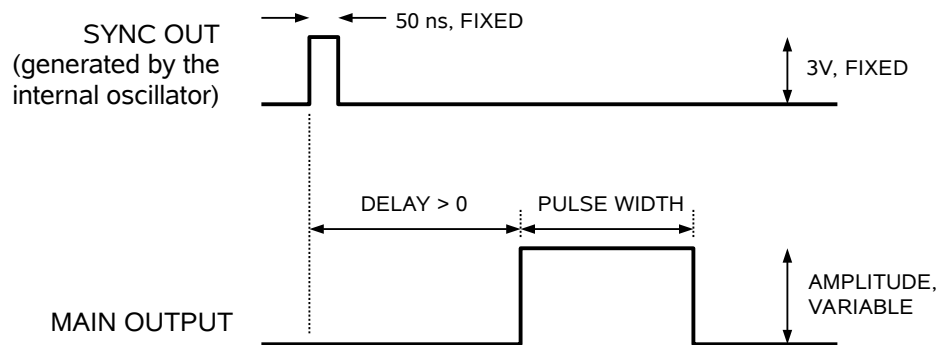 50 ns, FIXED
SYNC OUT
(generated by the
internal oscillator)
3V, FIXED
DELAY > 0
PULSE WIDTH
AMPLITUDE,
VARIABLE
MAIN OUTPUT